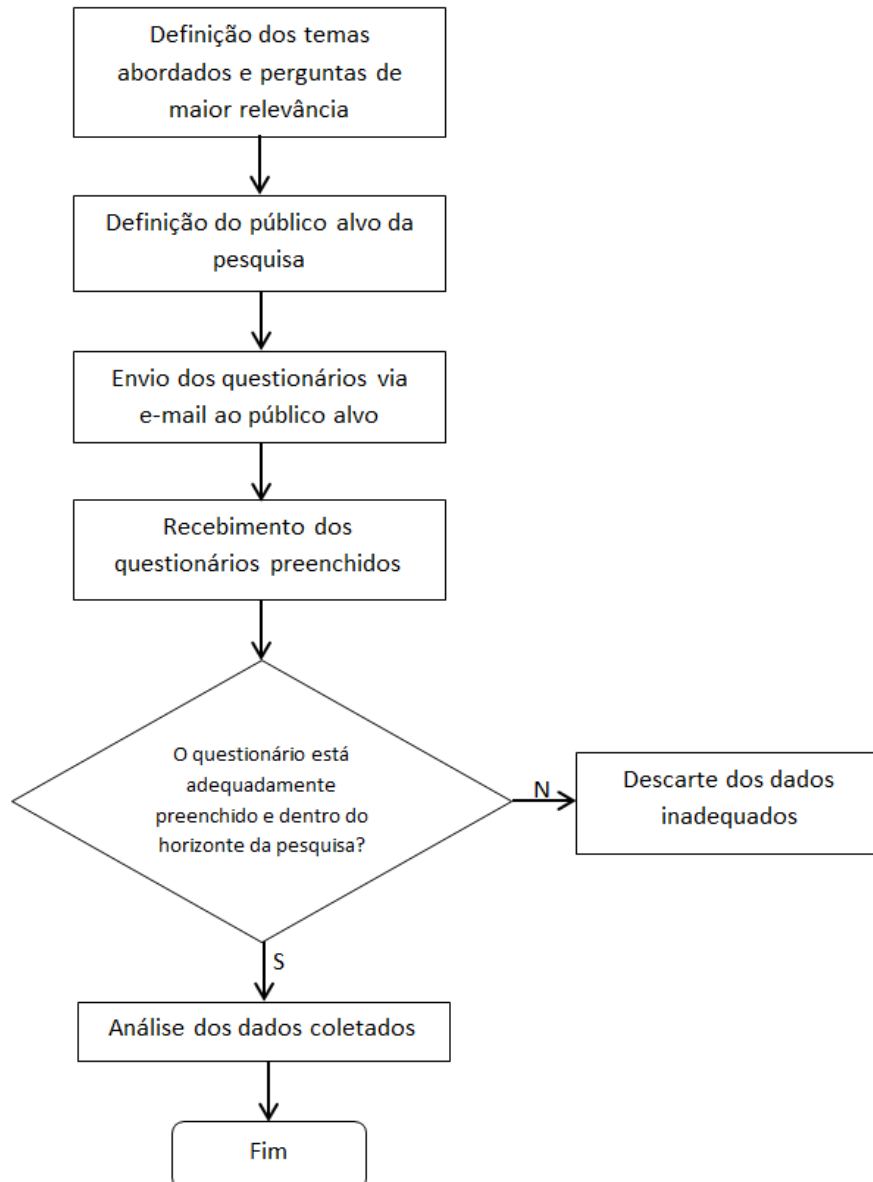 Definição dos temas
abordados e perguntas de
maior relevância
Definição do público alvo da
pesquisa
Envio dos questionários via
e-mail ao público alvo
Recebimento dos
questionários preenchidos
O questionário está
adequadamente
preenchido e dentro do
horizonte da pesquisa?
N
Descarte dos dados
inadequados
S
Análise dos dados coletados
Fim